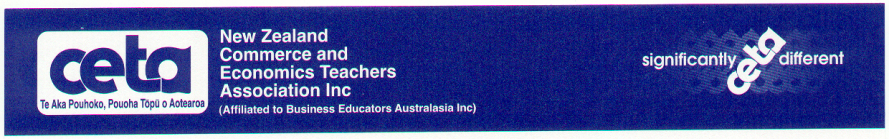 ceta
Te Aka Pouhoko, Pouoha Tōpū o Aotearoa
New Zealand
Commerce and
Economics Teachers
Association Inc
(Affiliated to Business Educators Australasia Inc)
significantly ceta different